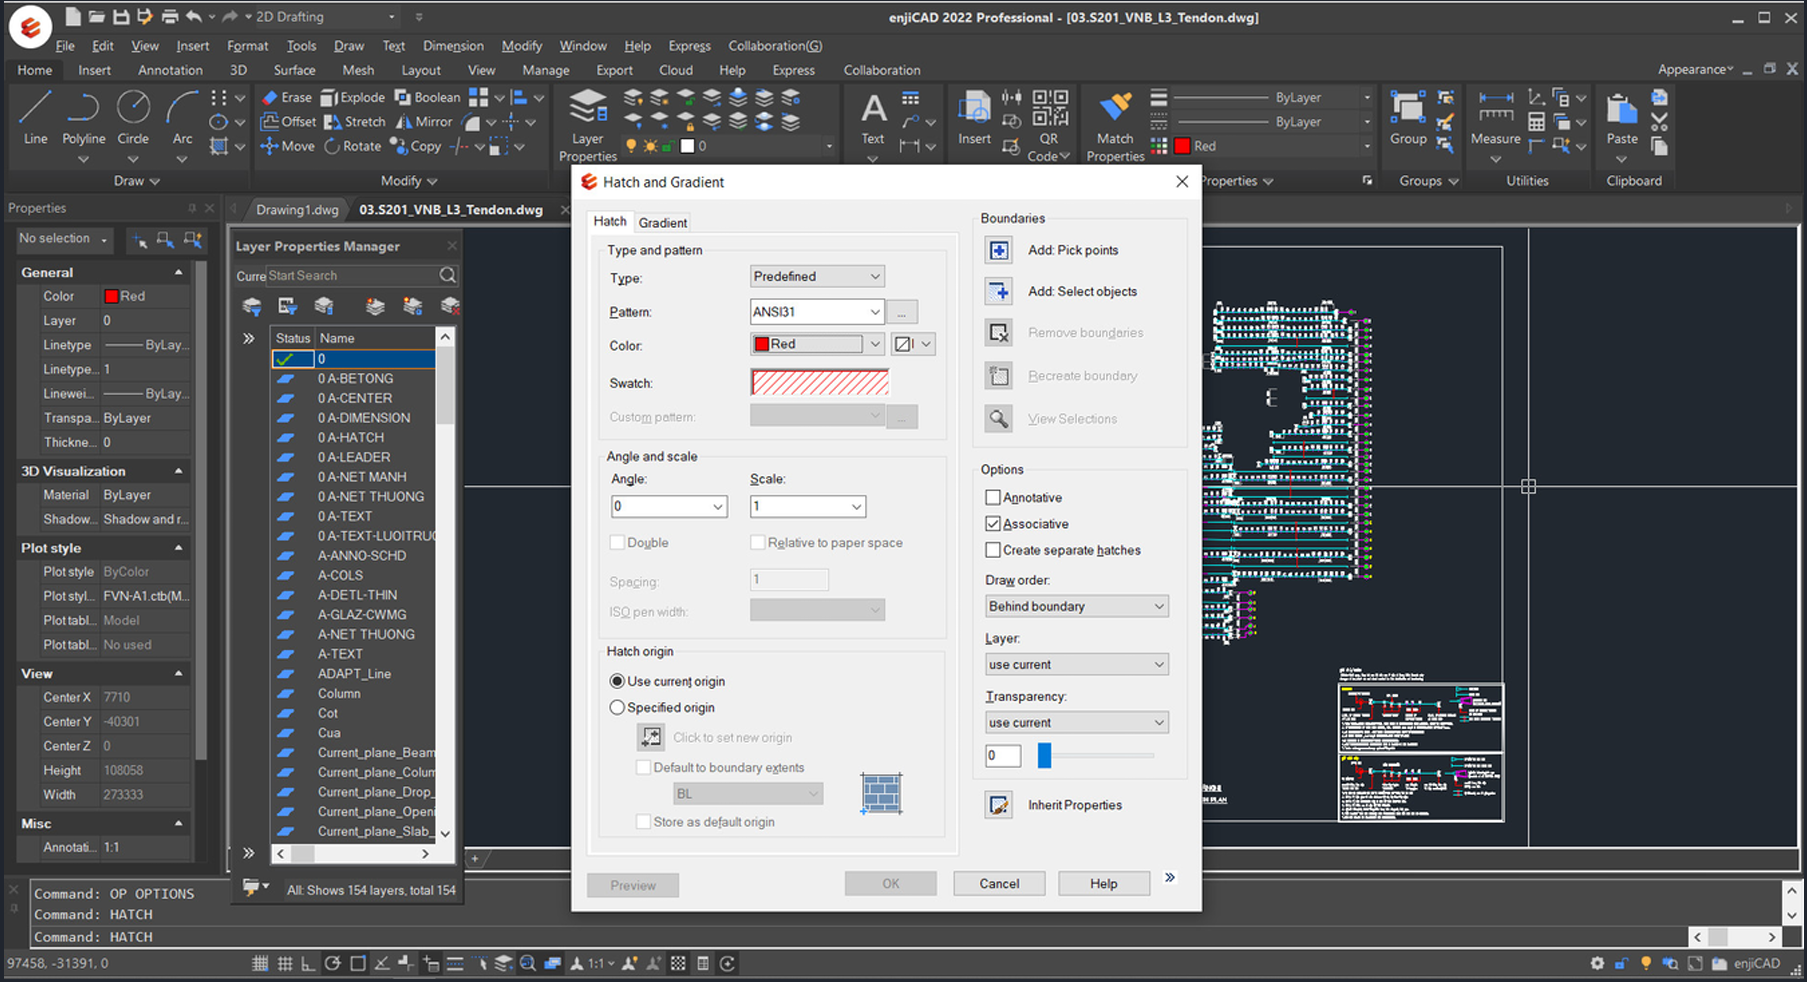 2D Drafting
enjiCAD 2022 Professional - [03.S201_VNB_L3_Tendon.dwg]
File Edit View Insert Format Tools Draw Text Dimension Modify Window Help Express Collaboration(G)
Home Insert Annotation 3D Surface Mesh Layout View Manage Export Cloud Help Express Collaboration Appearance
Line Polyline Circle Arc
Erase Explode Boolean
Offset Stretch Mirror
Move Rotate Copy
Layer
Properties
0
Text
Insert
QR
Code
Match
Properties
ByLayer
ByLayer
Red
Group
Measure
Paste
Draw Modify Properties Groups Utilities Clipboard
Properties
No selection
General
Color Red
Layer 0
Linetype ByLay...
Linetype... 1
Linewei... ByLay...
Transpa... ByLayer
Thickne... 0
3D Visualization
Material ByLayer
Shadow... Shadow and r...
Plot style
Plot style ByColor
Plot styl... FVN-A1.ctb(M...
Plot tabl... Model
Plot tabl... No used
View
Center X 7710
Center Y -40301
Center Z 0
Height 108058
Width 273333
Misc
Annotati... 1:1
Drawing1.dwg 03.S201_VNB_L3_Tendon.dwg
Layer Properties Manager
Curre Start Search
Status Name
0
0 A-BETONG
0 A-CENTER
0 A-DIMENSION
0 A-HATCH
0 A-LEADER
0 A-NET MANH
0 A-NET THUONG
0 A-TEXT
0 A-TEXT-LUOITRUC
A-ANNO-SCHD
A-COLS
A-DETL-THIN
A-GLAZ-CWMG
A-NET THUONG
A-TEXT
ADAPT_Line
Column
Cot
Cua
Current_plane_Beam
Current_plane_Colum
Current_plane_Drop_
Current_plane_Openi
Current_plane_Slab_
All: Shows 154 layers, total 154
Hatch and Gradient
Hatch Gradient
Type and pattern
Type: Predefined
Pattern: ANSI31 ...
Color: Red
Swatch:
Custom pattern: ...
Angle and scale
Angle: Scale:
0 1
Double Relative to paper space
Spacing: 1
ISO pen width:
Hatch origin
Use current origin
Specified origin
Click to set new origin
Default to boundary extents
BL
Store as default origin
Boundaries
Add: Pick points
Add: Select objects
Remove boundaries
Recreate boundary
View Selections
Options
Annotative
Associative
Create separate hatches
Draw order:
Behind boundary
Layer:
use current
Transparency:
use current
0
Inherit Properties
Preview OK Cancel Help
Command: OP OPTIONS
Command: HATCH
Command: HATCH
97458, -31391, 0
1:1
enjiCAD